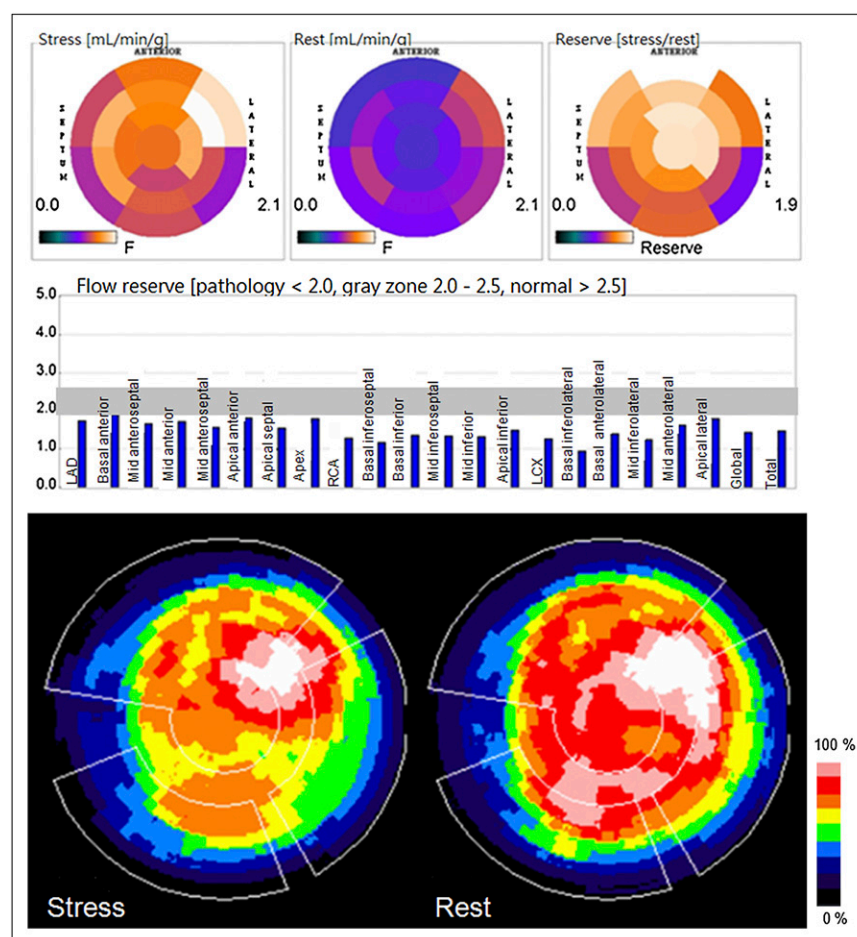 Stress [mL/min/g]
ANTERIOR
SEPTUM
LATERAL
0.0
2.1
F
Rest [mL/min/g]
ANTERIOR
0.0
2.1
F
Reserve [stress/rest]
ANTERIOR
SEPTUM
LATERAL
0.0
1.9
Reserve
Flow reserve [pathology < 2.0, gray zone 2.0 - 2.5, normal > 2.5]
5.0
4.0
3.0
2.0
1.0
0.0
LAD
Basal anterior
Mid anteroseptal
Mid anterior
Mid anteroseptal
Apical anterior
Apical septal
Apex
RCA
Basal inferoseptal
Basal inferior
Mid inferoseptal
Mid inferior
Apical inferior
LCX
Basal inferolateral
Basal anterolateral
Mid inferolateral
Mid anterolateral
Apical lateral
Global
Total
Stress
Rest
100 %
0 %